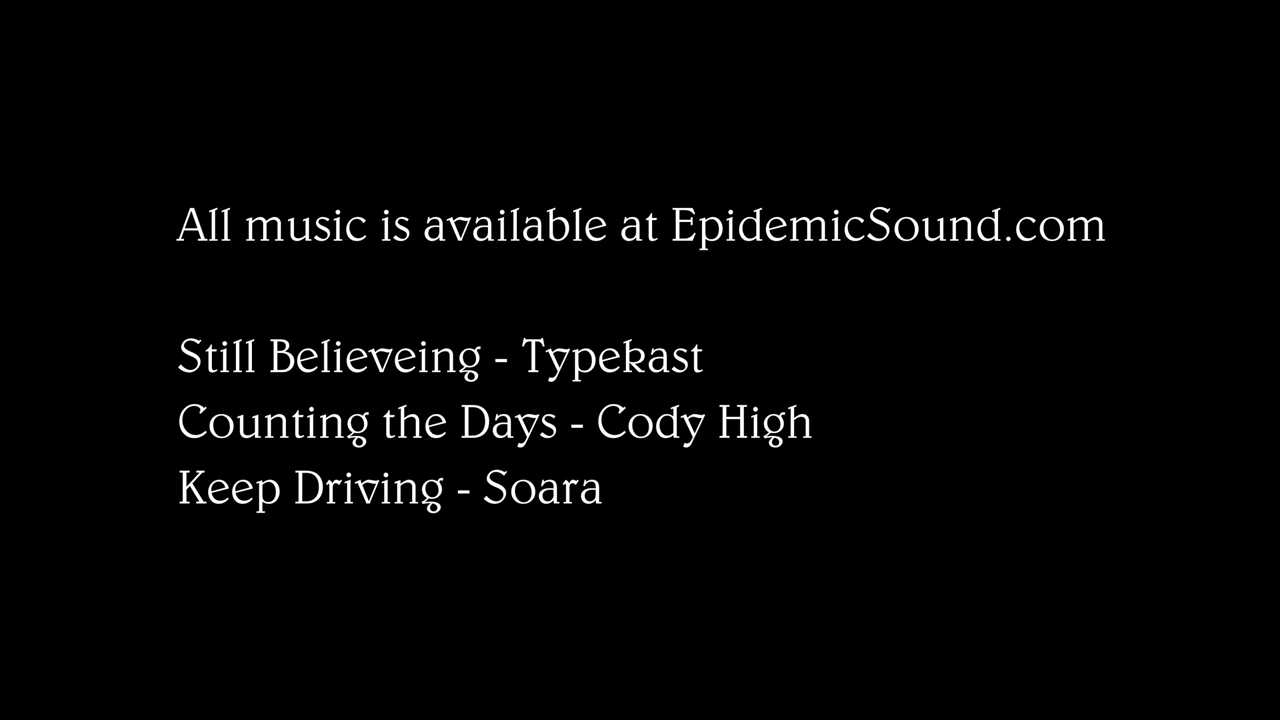 All music is available at EpidemicSound.com
Still Believeing - Typekast
Counting the Days - Cody High
Keep Driving - Soara